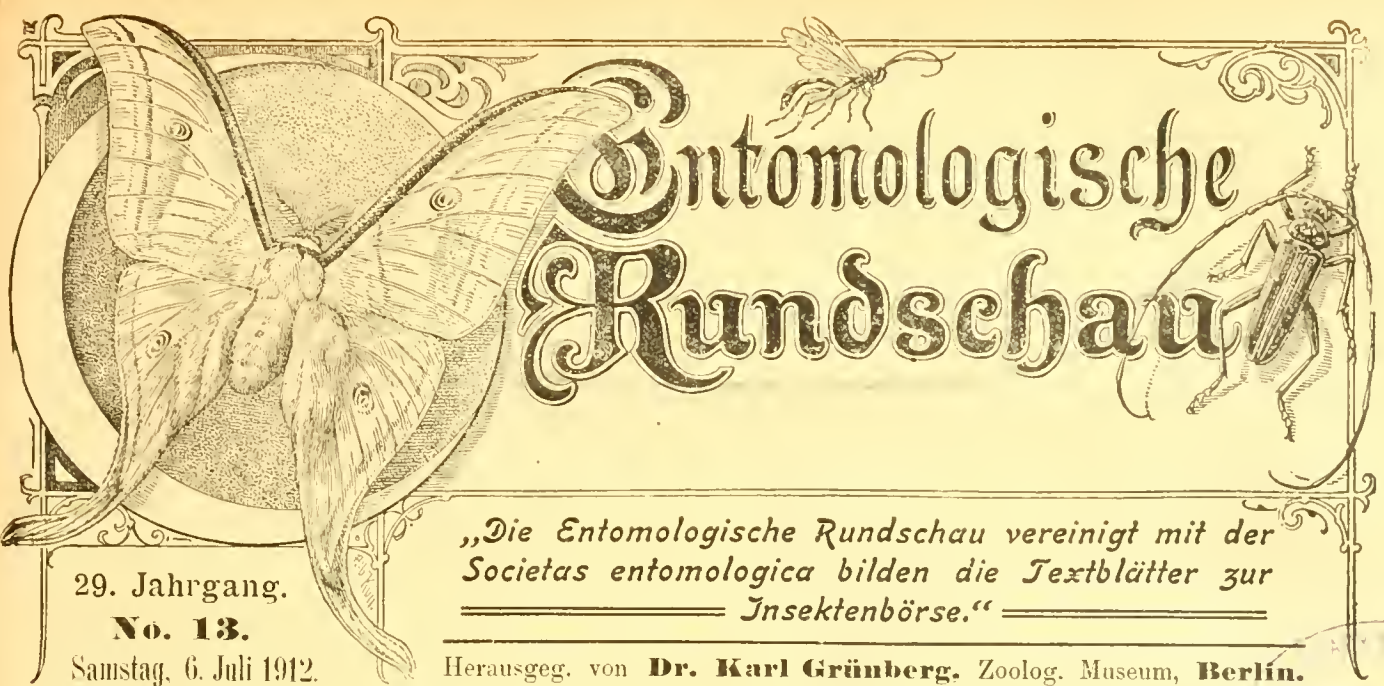 Entomologische
Rundschau
„Die Entomologische Rundschau vereinigt mit der
Societas entomologica bilden die Textblätter zur
Insektenbörse.“
29. Jahrgang.
No. 13.
Samstag, 6. Juli 1912.
Herausgeg. von Dr. Karl Grünberg, Zoolog. Museum, Berlin.